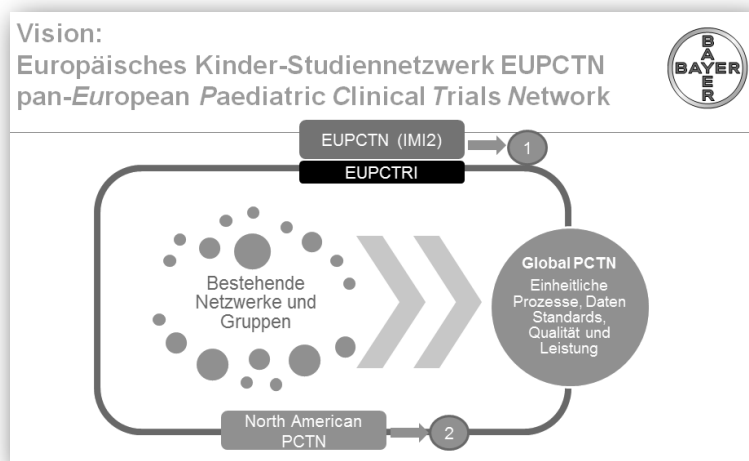 Vision:
Europäisches Kinder-Studiennetzwerk EUPCTN
pan-European Paediatric Clinical Trials Network
BAYER
BAYER
EUPCTN (IMI2)
1
EUPCTRI
Bestehende
Netzwerke und
Gruppen
Global PCTN
Einheitliche
Prozesse, Daten
Standards,
Qualität und
Leistung
North American
PCTN
2